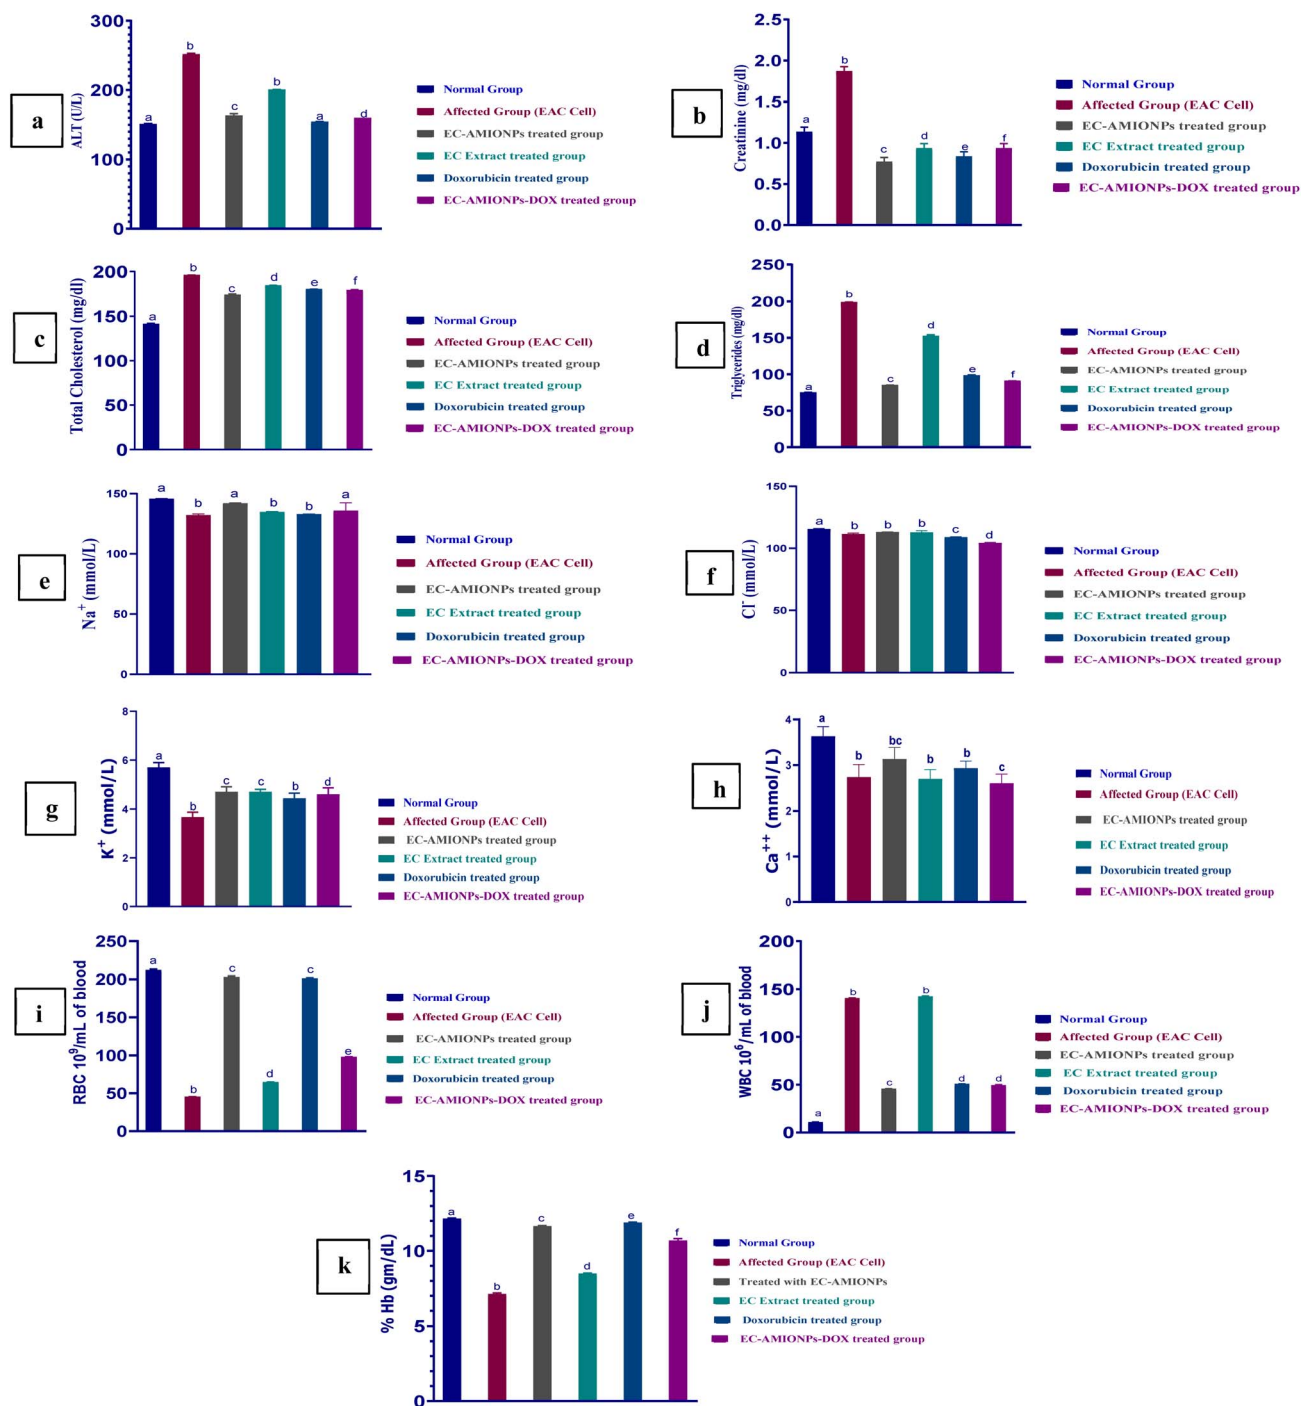 a
ALT (U/L)
300
200
100
0
a
b
c
b
a
d
Normal Group
Affected Group (EAC Cell)
EC-AMIONPs treated group
EC Extract treated group
Doxorubicin treated group
EC-AMIONPs-DOX treated group
b
Creatinine (mg/dl)
2.5
2.0
1.5
1.0
0.5
0.0
a
b
c
d
e
f
Normal Group
Affected Group (EAC Cell)
EC-AMIONPs treated group
EC Extract treated group
Doxorubicin treated group
EC-AMIONPs-DOX treated group
c
Total Cholesterol (mg/dl)
200
150
100
50
0
a
b
c
d
e
f
Normal Group
Affected Group (EAC Cell)
EC-AMIONPs treated group
EC Extract treated group
Doxorubicin treated group
EC-AMIONPs-DOX treated group
d
Triglycerides (mg/dl)
250
200
150
100
50
0
a
b
c
d
e
f
Normal Group
Affected Group (EAC Cell)
EC-AMIONPs treated group
EC Extract treated group
Doxorubicin treated group
EC-AMIONPs-DOX treated group
e
Na+ (mmol/L)
150
100
50
0
a
b
a
b
b
a
Normal Group
Affected Group (EAC Cell)
EC-AMIONPs treated group
EC Extract treated group
Doxorubicin treated group
EC-AMIONPs-DOX treated group
f
Cl- (mmol/L)
150
100
50
0
a
b
b
b
c
d
Normal Group
Affected Group (EAC Cell)
EC-AMIONPs treated group
EC Extract treated group
Doxorubicin treated group
EC-AMIONPs-DOX treated group
g
K+ (mmol/L)
8
6
4
2
0
a
b
c
c
b
d
Normal Group
Affected Group (EAC Cell)
EC-AMIONPs treated group
EC Extract treated group
Doxorubicin treated group
EC-AMIONPs-DOX treated group
h
Ca++ (mmol/L)
4
3
2
1
0
a
b
bc
b
b
c
Normal Group
Affected Group (EAC Cell)
EC-AMIONPs treated group
EC Extract treated group
Doxorubicin treated group
EC-AMIONPs-DOX treated group
i
RBC 10^9/mL of blood
250
200
150
100
50
0
a
b
c
d
c
e
Normal Group
Affected Group (EAC Cell)
EC-AMIONPs treated group
EC Extract treated group
Doxorubicin treated group
EC-AMIONPs-DOX treated group
j
WBC 10^6/mL of blood
200
150
100
50
0
a
b
c
b
d
d
Normal Group
Affected Group (EAC Cell)
EC-AMIONPs treated group
EC Extract treated group
Doxorubicin treated group
EC-AMIONPs-DOX treated group
k
% Hb (gm/dL)
15
10
5
0
a
b
c
d
e
f
Normal Group
Affected Group (EAC Cell)
Treated with EC-AMIONPs
EC Extract treated group
Doxorubicin treated group
EC-AMIONPs-DOX treated group